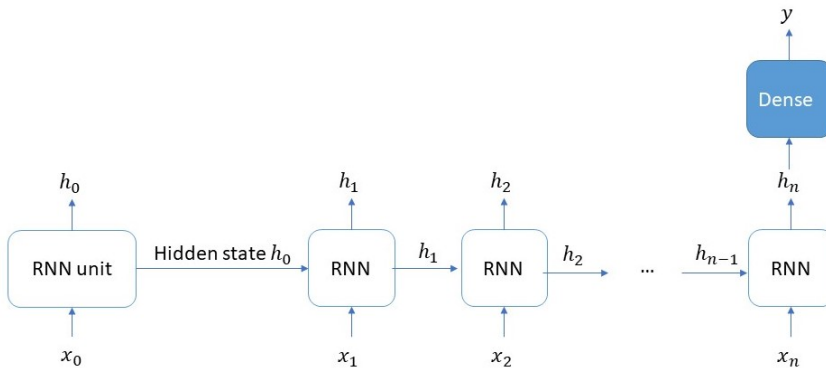 y
Dense
h₀
h₁
h₂
hₙ
RNN unit
Hidden state h₀
RNN
h₁
RNN
h₂
...
hₙ₋₁
RNN
x₀
x₁
x₂
xₙ